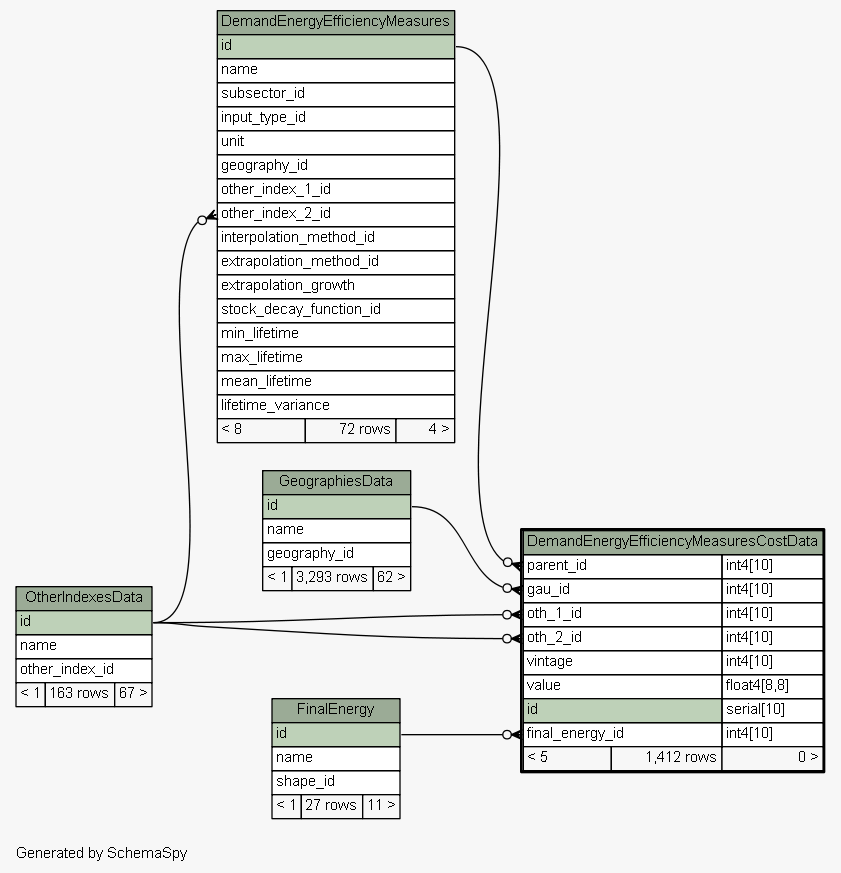 DemandEnergyEfficiencyMeasures
id
name
subsector_id
input_type_id
unit
geography_id
other_index_1_id
other_index_2_id
interpolation_method_id
extrapolation_method_id
extrapolation_growth
stock_decay_function_id
min_lifetime
max_lifetime
mean_lifetime
lifetime_variance
< 8 72 rows 4 >
GeographiesData
id
name
geography_id
< 1 3,293 rows 62 >
DemandEnergyEfficiencyMeasuresCostData
parent_id int4[10]
gau_id int4[10]
oth_1_id int4[10]
oth_2_id int4[10]
vintage int4[10]
value float4[8,8]
id serial[10]
final_energy_id int4[10]
< 5 1,412 rows 0 >
OtherIndexesData
id
name
other_index_id
< 1 163 rows 67 >
FinalEnergy
id
name
shape_id
< 1 27 rows 11 >
Generated by SchemaSpy